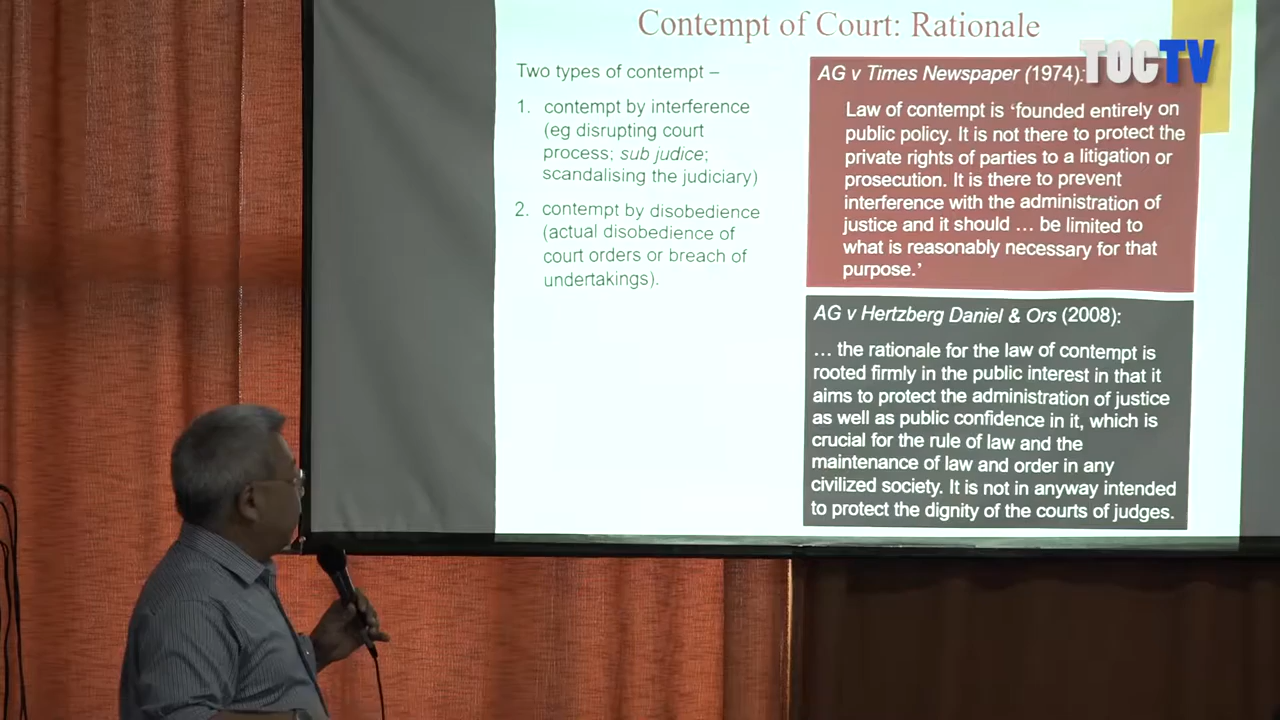 Contempt of Court: Rationale
TOCTV
Two types of contempt –
1. contempt by interference
(eg disrupting court
process; sub judice;
scandalising the judiciary)
2. contempt by disobedience
(actual disobedience of
court orders or breach of
undertakings).
AG v Times Newspaper (1974):
Law of contempt is ‘founded entirely on
public policy. It is not there to protect the
private rights of parties to a litigation or
prosecution. It is there to prevent
interference with the administration of
justice and it should … be limited to
what is reasonably necessary for that
purpose.’
AG v Hertzberg Daniel & Ors (2008):
… the rationale for the law of contempt is
rooted firmly in the public interest in that it
aims to protect the administration of justice
as well as public confidence in it, which is
crucial for the rule of law and the
maintenance of law and order in any
civilized society. It is not in anyway intended
to protect the dignity of the courts of judges.